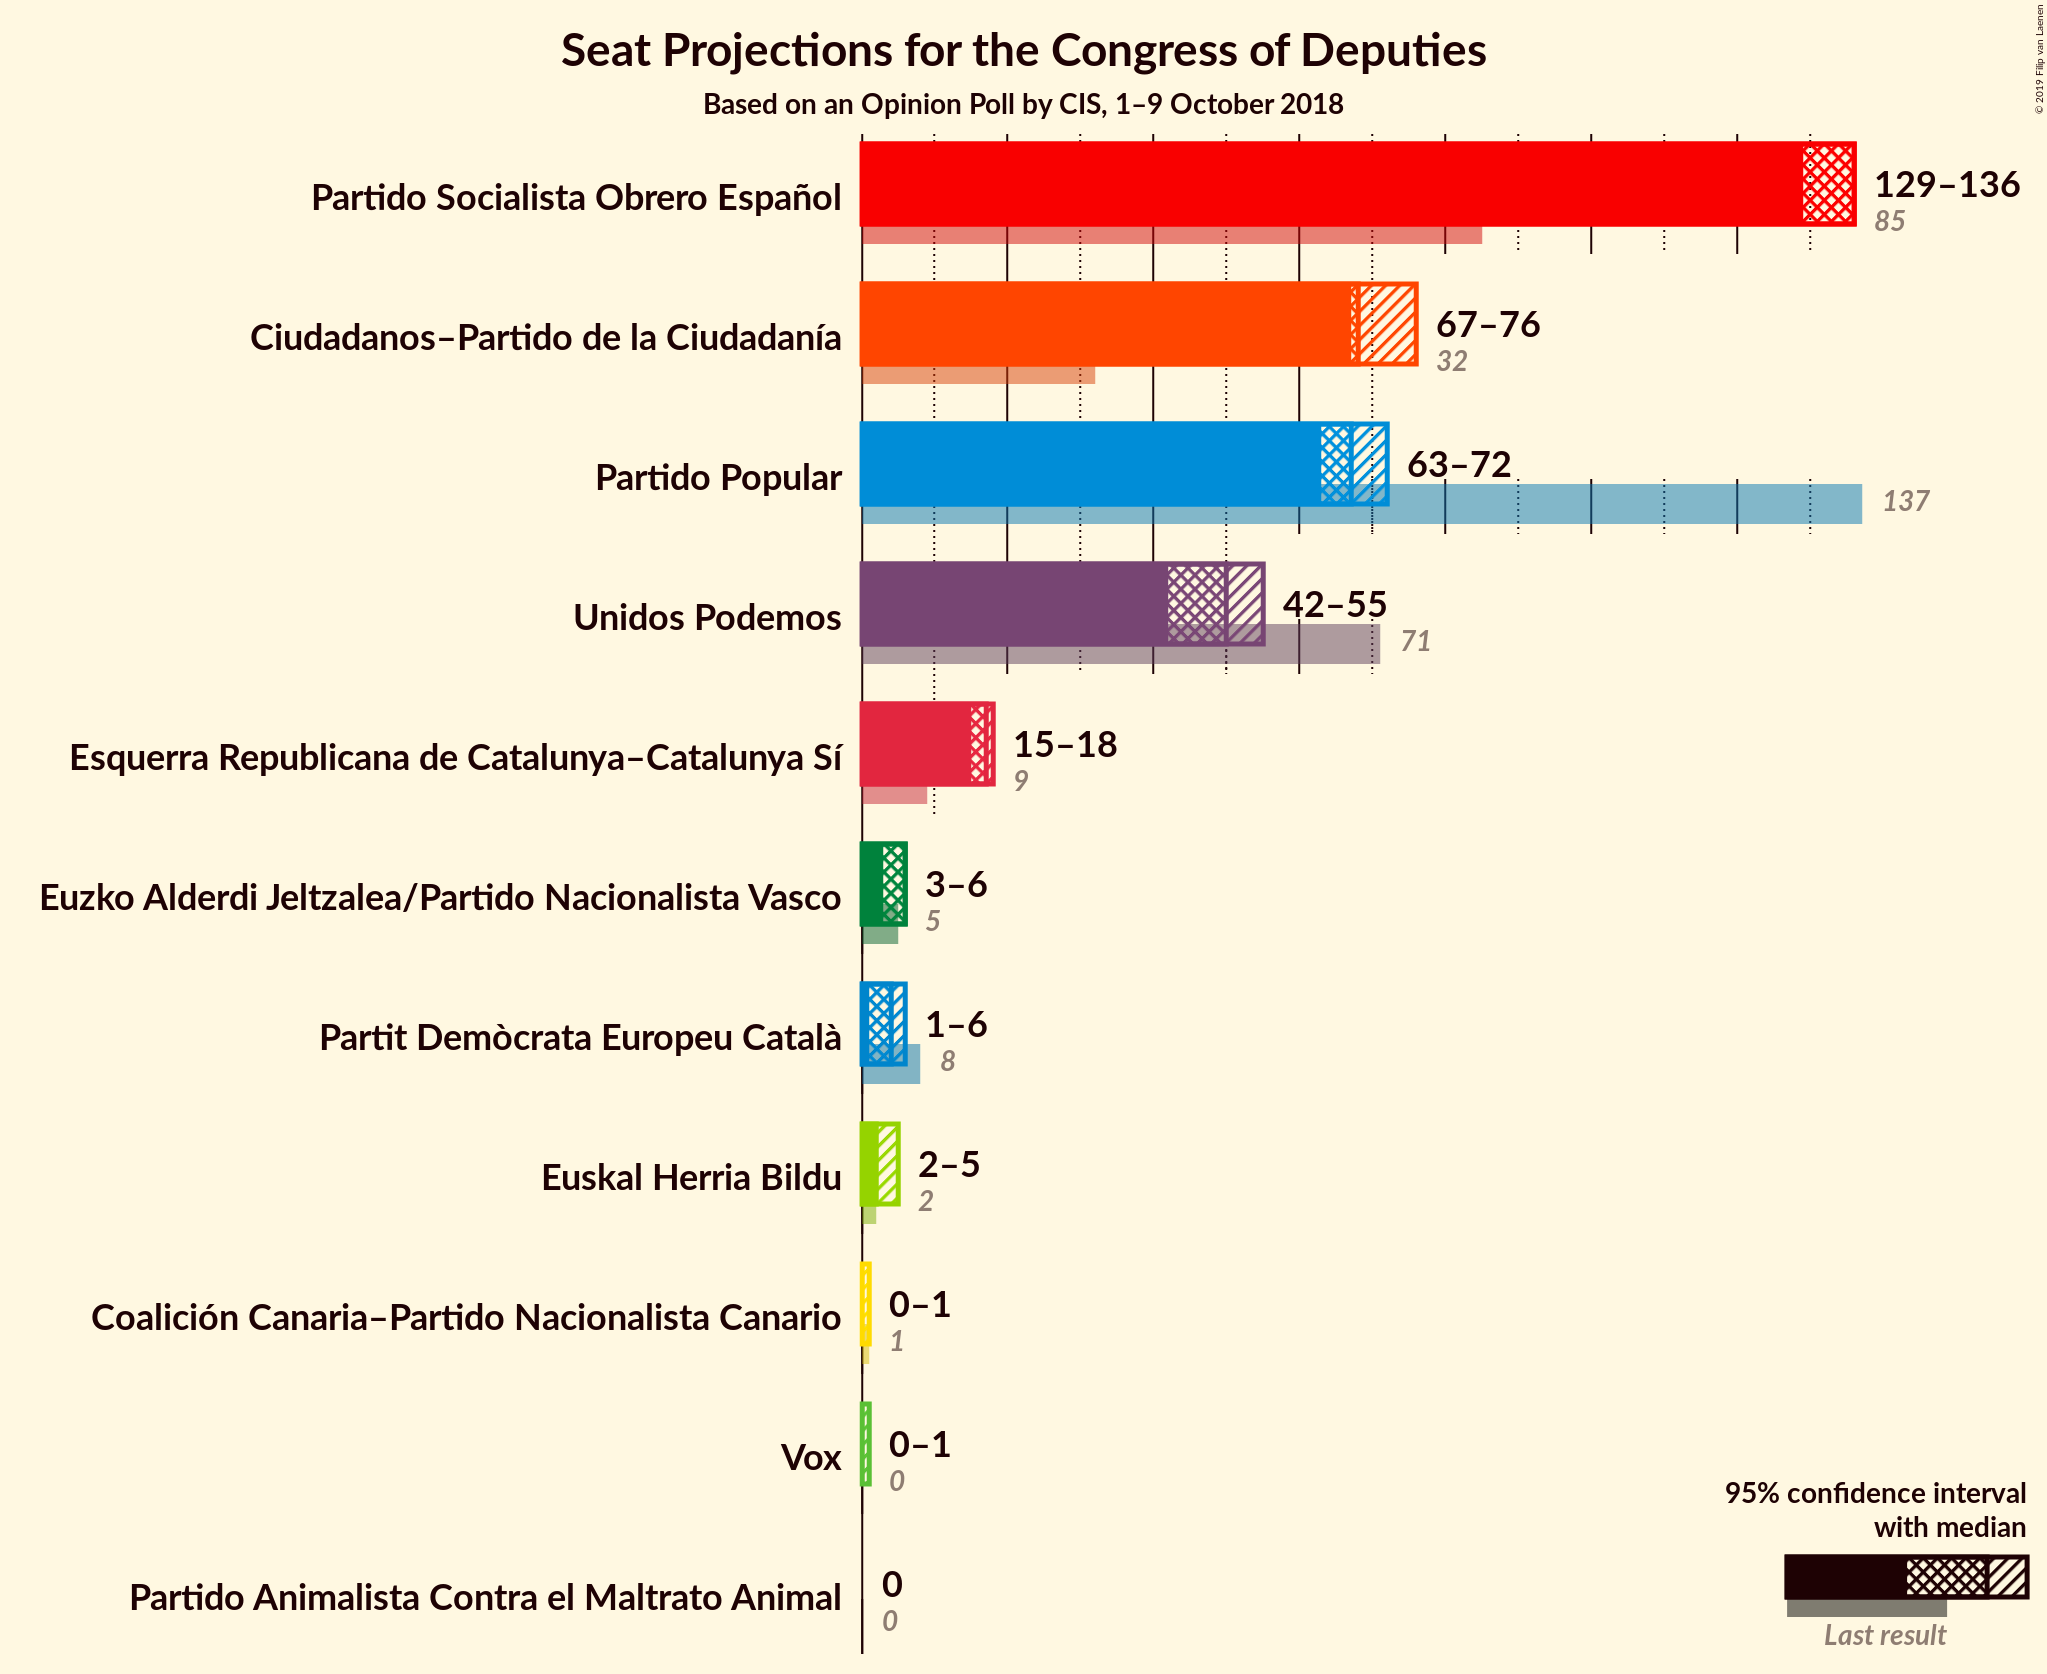 Seat Projections for the Congress of Deputies
Based on an Opinion Poll by CIS, 1–9 October 2018
© 2019 Filip van Laenen
Partido Socialista Obrero Español
129–136
85
Ciudadanos–Partido de la Ciudadanía
67–76
32
Partido Popular
63–72
137
Unidos Podemos
42–55
71
Esquerra Republicana de Catalunya–Catalunya Sí
15–18
9
Euzko Alderdi Jeltzalea/Partido Nacionalista Vasco
3–6
5
Partit Demòcrata Europeu Català
1–6
8
Euskal Herria Bildu
2–5
2
Coalición Canaria–Partido Nacionalista Canario
0–1
1
Vox
0–1
0
Partido Animalista Contra el Maltrato Animal
0
0
95% confidence interval
with median
Last result